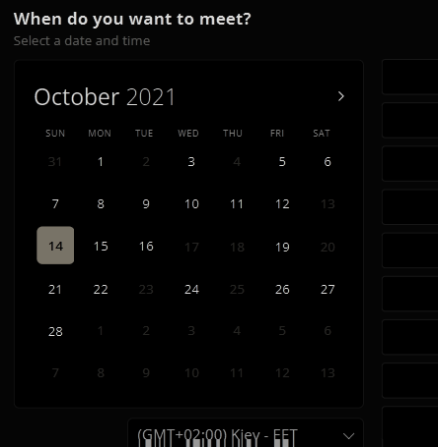 When do you want to meet?
Select a date and time
October 2021
SUN MON TUE WED THU FRI SAT
31 1 2 3 4 5 6
7 8 9 10 11 12 13
14 15 16 17 18 19 20
21 22 23 24 25 26 27
28 1 2 3 4 5 6
7 8 9 10 11 12 13
(GMT+02:00) Kiev - EET